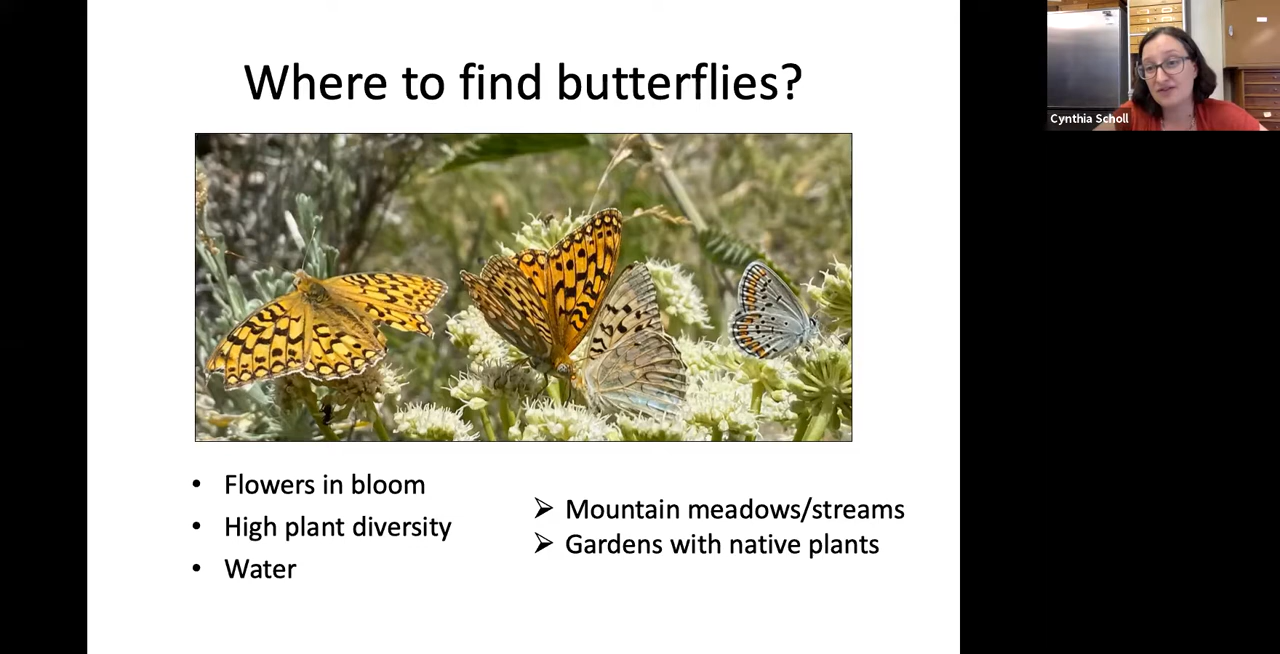 Where to find butterflies?
Cynthia Scholl
• Flowers in bloom
• High plant diversity
• Water
➢ Mountain meadows/streams
➢ Gardens with native plants